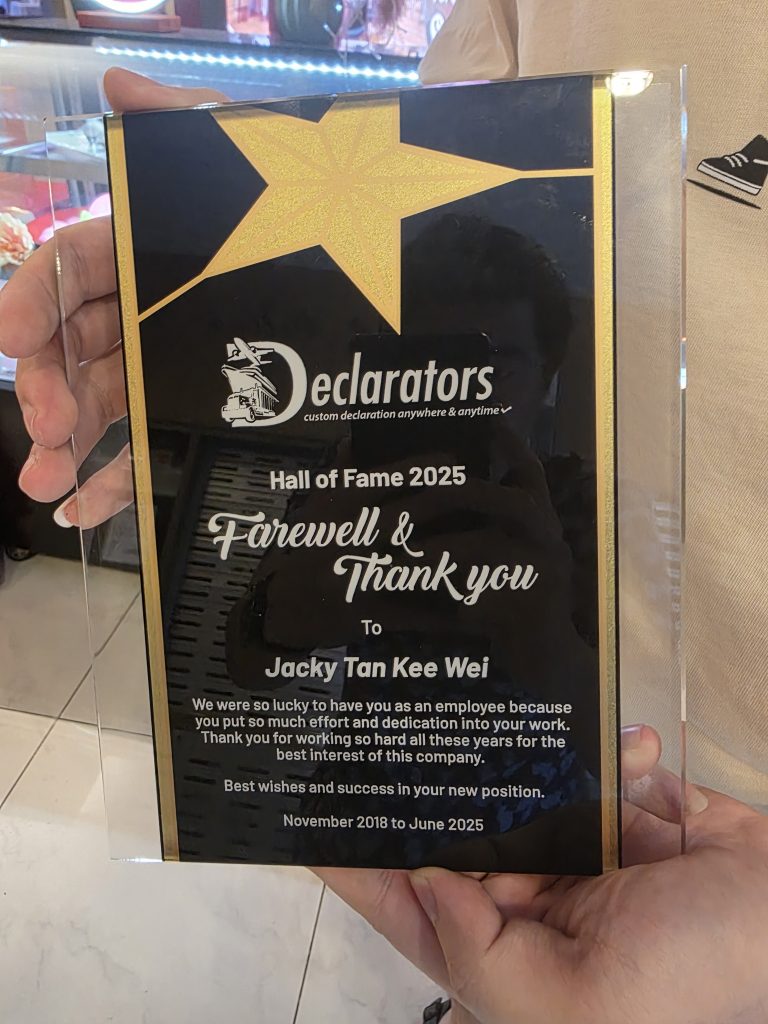 Declarators
custom declaration anywhere & anytime
Hall of Fame 2025
Farewell &
Thank you
To
Jacky Tan Kee Wei
We were so lucky to have you as an employee because
you put so much effort and dedication into your work.
Thank you for working so hard all these years for the
best interest of this company.
Best wishes and success in your new position.
November 2018 to June 2025